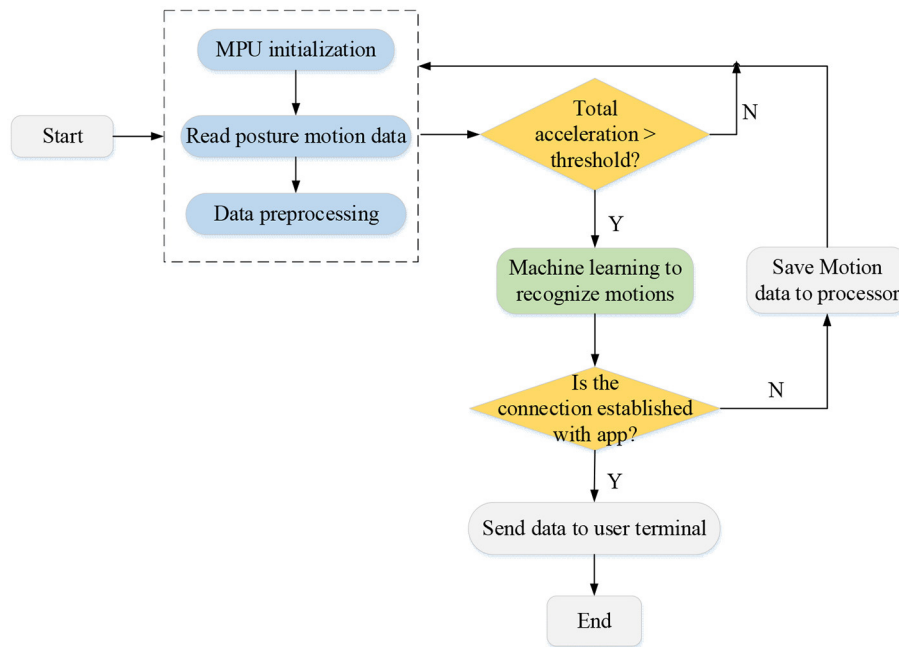 MPU initialization
Start
Read posture motion data
Data preprocessing
Total
acceleration >
threshold?
N
Y
Machine learning to
recognize motions
Save Motion
data to processor
Is the
connection established
with app?
N
Y
Send data to user terminal
End